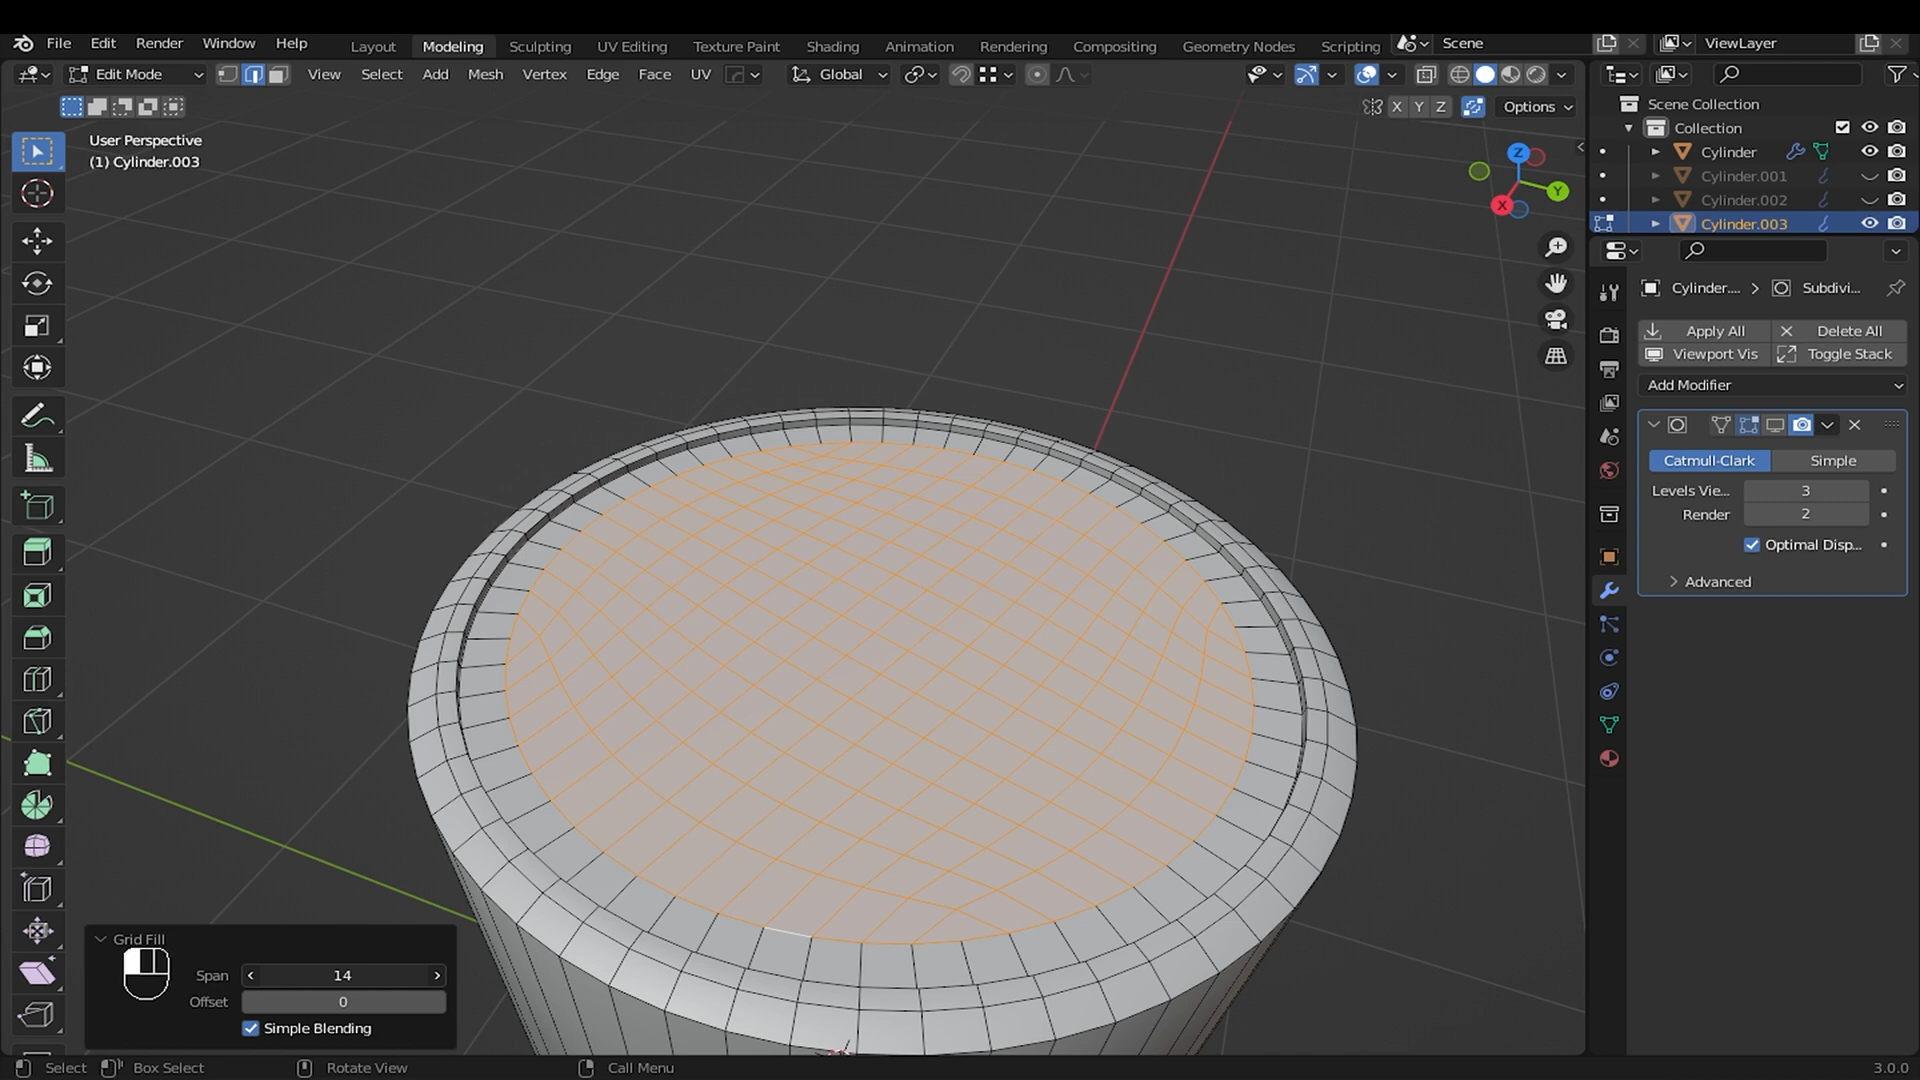 File Edit Render Window Help Layout Modeling Sculpting UV Editing Texture Paint Shading Animation Rendering Compositing Geometry Nodes Scripting Scene ViewLayer
Edit Mode View Select Add Mesh Vertex Edge Face UV Global
X Y Z Options
User Perspective
(1) Cylinder.003
Z
Y
X
Scene Collection
Collection
Cylinder
Cylinder.001
Cylinder.002
Cylinder.003
Cylinder.... > Subdivi...
Apply All Delete All
Viewport Vis Toggle Stack
Add Modifier
Catmull-Clark Simple
Levels Vie... 3
Render 2
Optimal Disp...
Advanced
Grid Fill
Span 14
Offset 0
Simple Blending
Select Box Select Rotate View Call Menu 3.0.0